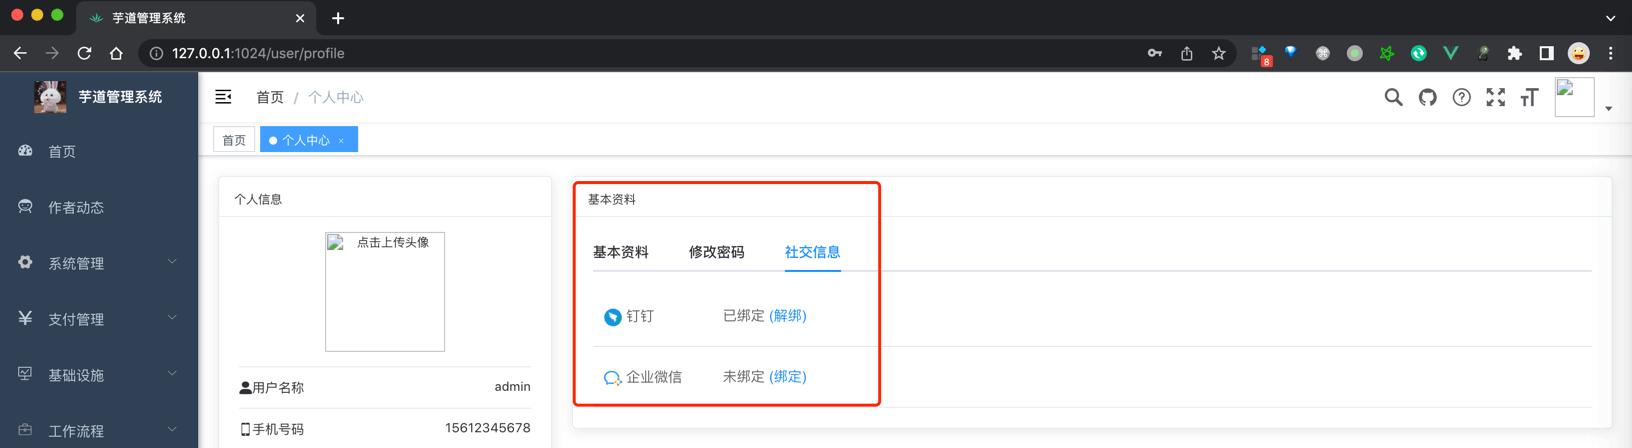 芋道管理系统
127.0.0.1:1024/user/profile
8
芋道管理系统
首页 / 个人中心
首页
个人中心 ×
首页
作者动态
系统管理
支付管理
基础设施
工作流程
个人信息
点击上传头像
用户名称 admin
手机号码 15612345678
基本资料
基本资料 修改密码 社交信息
钉钉 已绑定 (解绑)
企业微信 未绑定 (绑定)